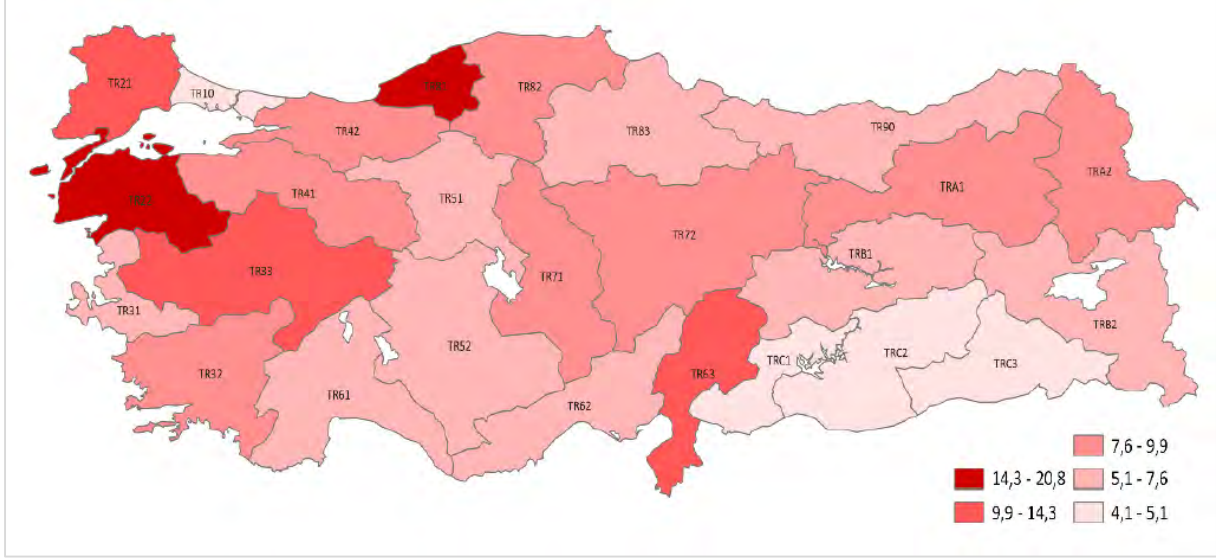 TR21
TR10
TR81
TR82
TR42
TR83
TR90
TR22
TR41
TR51
TRA1
TRA2
TR33
TR72
TR71
TRB1
TR31
TR52
TRB2
TR32
TR61
TR62
TR63
TRC1
TRC2
TRC3
7,6 - 9,9
14,3 - 20,8
5,1 - 7,6
9,9 - 14,3
4,1 - 5,1